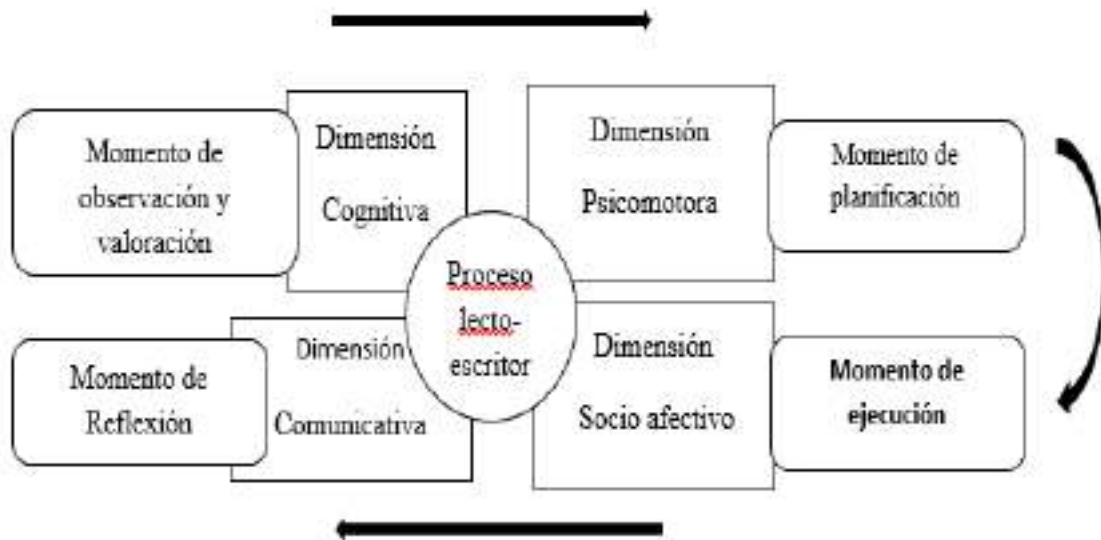 Momento de
observación y
valoración
Dimensión
Cognitiva
Dimensión
Psicomotora
Momento de
planificación
Proceso
lecto-
escritor
Momento de
Reflexión
Dimensión
Comunicativa
Dimensión
Socio afectivo
Momento de
ejecución